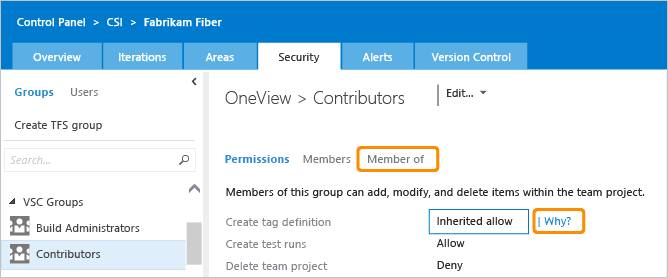 Control Panel > CSI > Fabrikam Fiber
Overview Iterations Areas Security Alerts Version Control
Groups Users
Create TFS group
Search...
VSC Groups
Build Administrators
Contributors
OneView > Contributors
Edit...
Permissions Members Member of
Members of this group can add, modify, and delete items within the team project.
Create tag definition Inherited allow | Why?
Create test runs Allow
Delete team project Deny